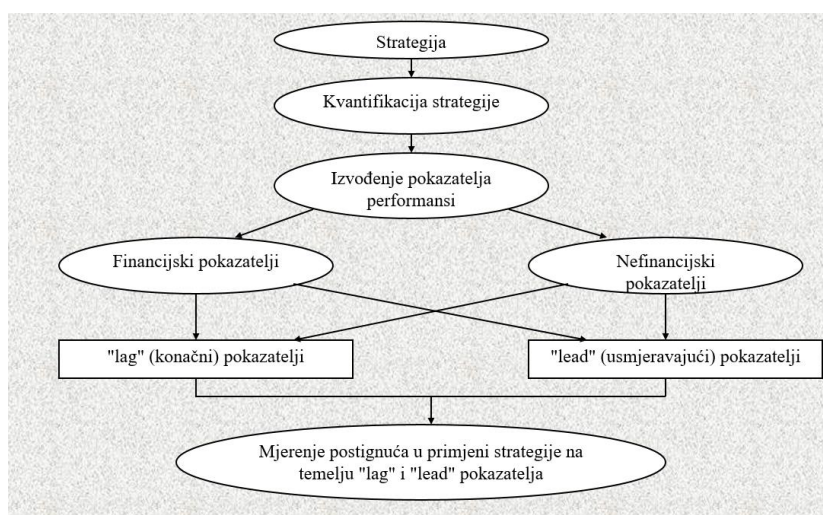 Strategija
Kvantifikacija strategije
Izvođenje pokazatelja
performansi
Financijski pokazatelji
Nefinancijski
pokazatelji
"lag" (konačni) pokazatelji
"lead" (usmjeravajući) pokazatelji
Mjerenje postignuća u primjeni strategije na
temelju "lag" i "lead" pokazatelja